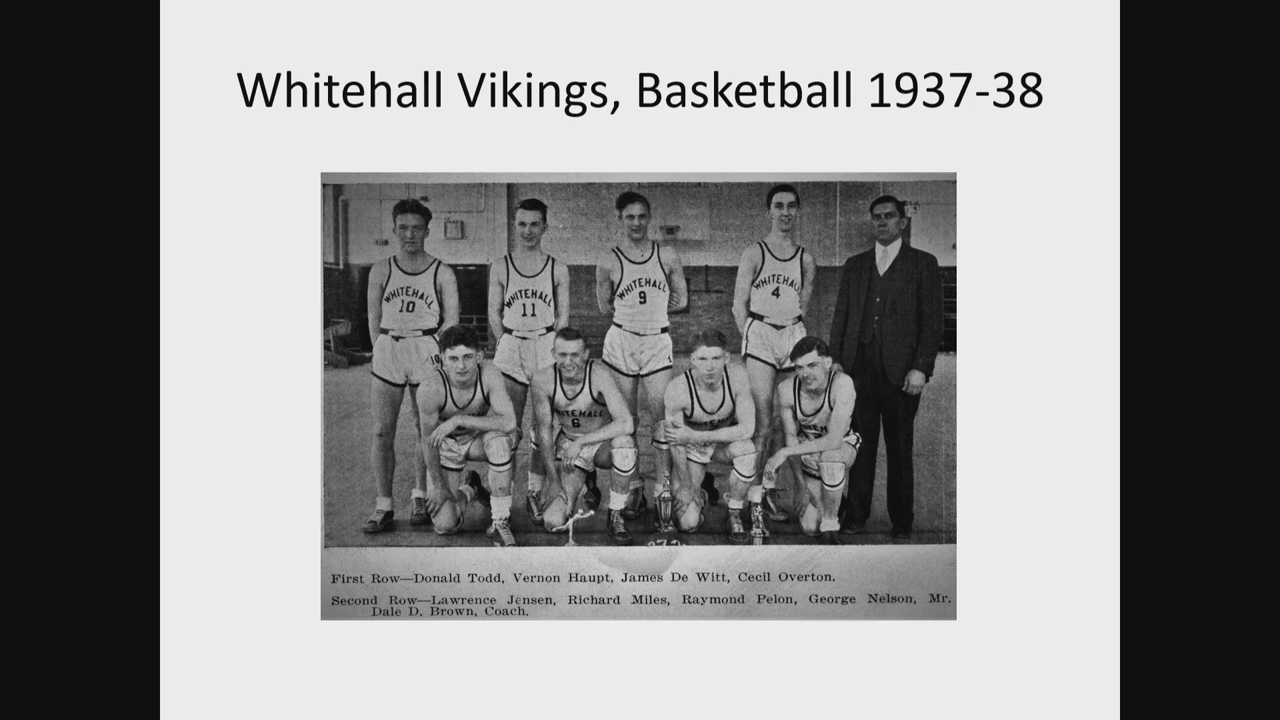 Whitehall Vikings, Basketball 1937-38
WHITEHALL
10
WHITEHALL
11
WHITEHALL
9
WHITEHALL
4
10
WHITEHALL
6
First Row—Donald Todd, Vernon Haupt, James De Witt, Cecil Overton.
Second Row—Lawrence Jensen, Richard Miles, Raymond Pelon, George Nelson, Mr.
Dale D. Brown, Coach.